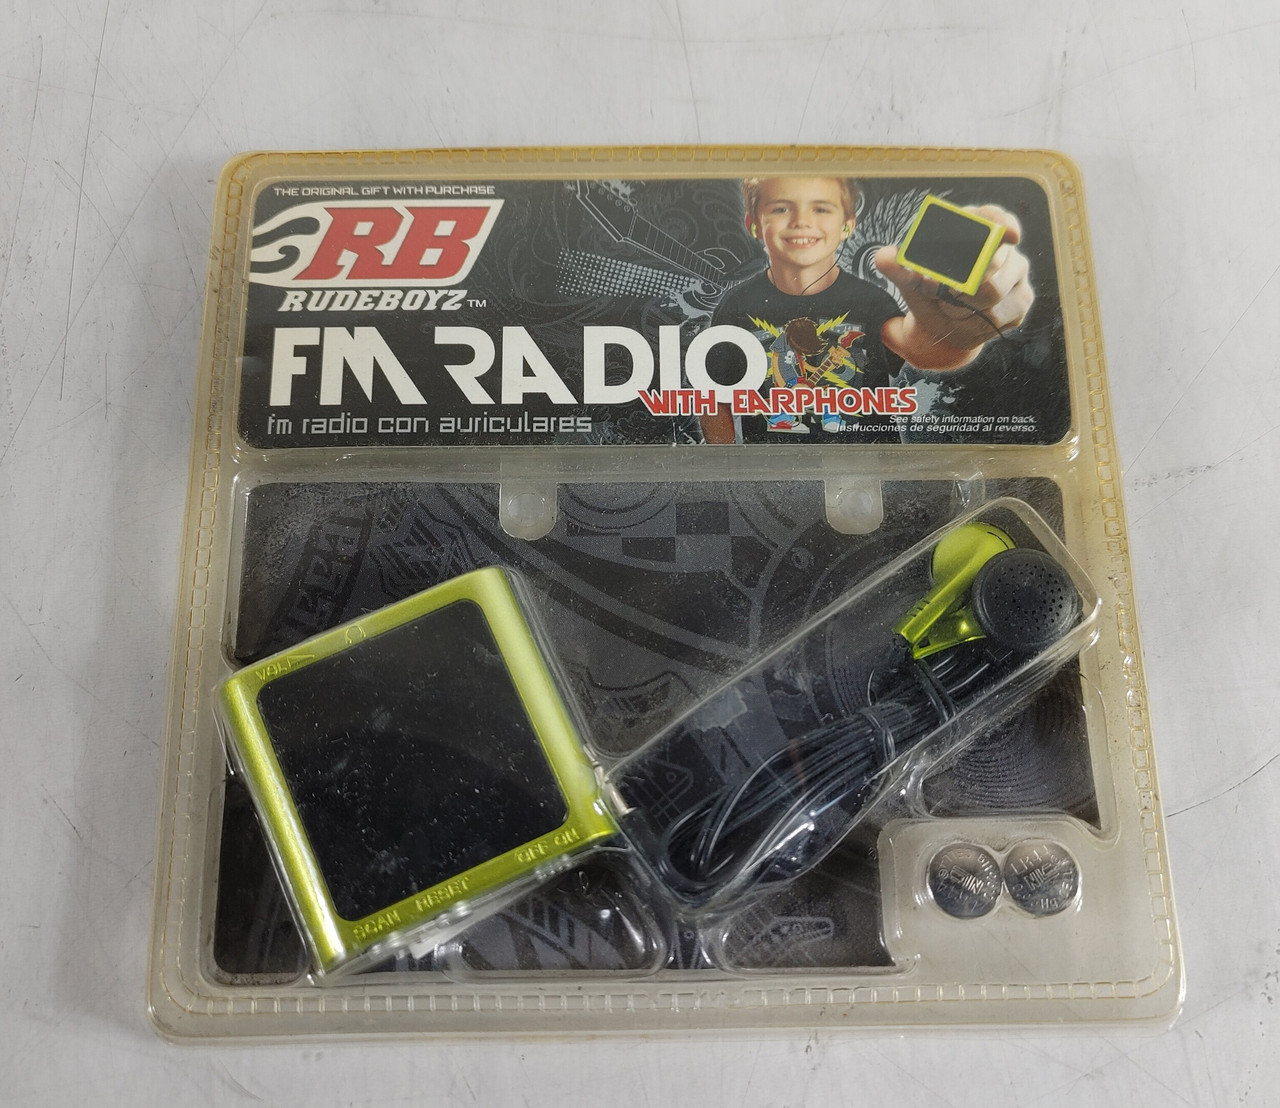 THE ORIGINAL GIFT WITH PURCHASE
RB
RUDEBOYZ™
FM RADIO
WITH EARPHONES
fm radio con auriculares
See safety information on back.
Instrucciones de seguridad al reverso.
VOL
OFF ON
SCAN RESET